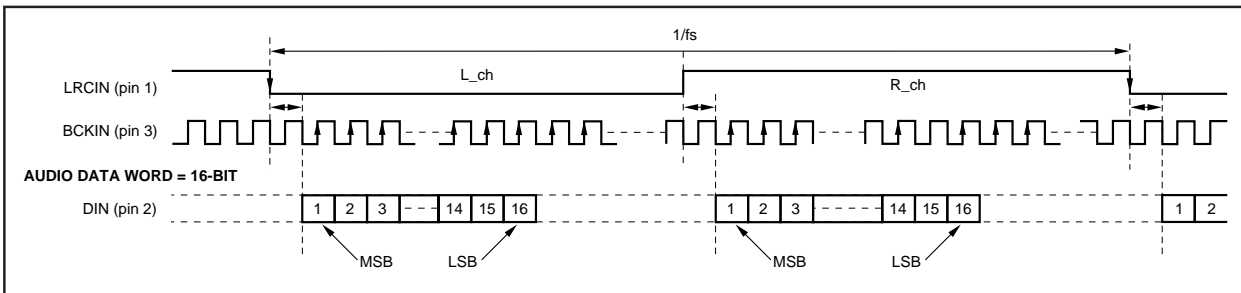 1/fs
L_ch
R_ch
LRCIN (pin 1)
BCKIN (pin 3)
AUDIO DATA WORD = 16-BIT
DIN (pin 2)
1 2 3 14 15 16
1 2 3 14 15 16
1 2
MSB LSB
MSB LSB